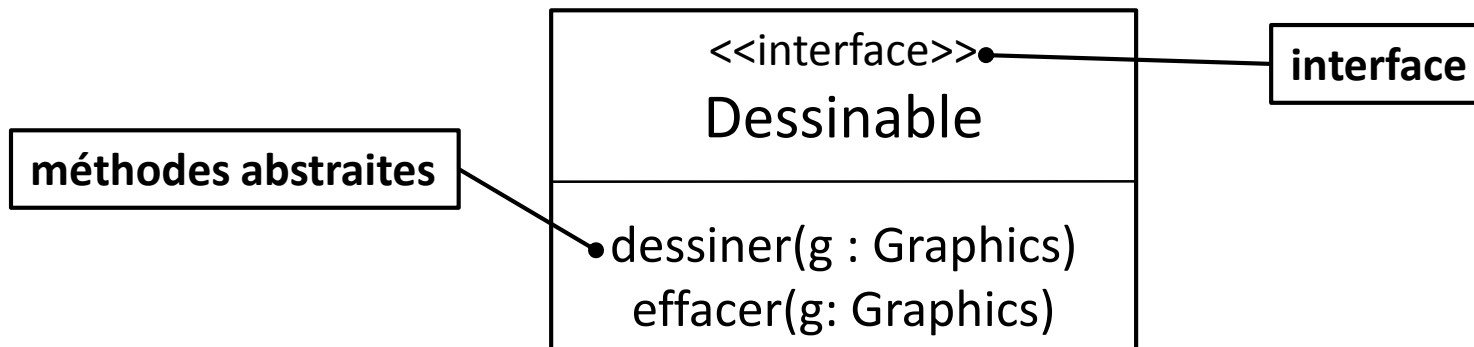 <<interface>>
interface
Dessinable
méthodes abstraites
dessiner(g : Graphics)
effacer(g: Graphics)